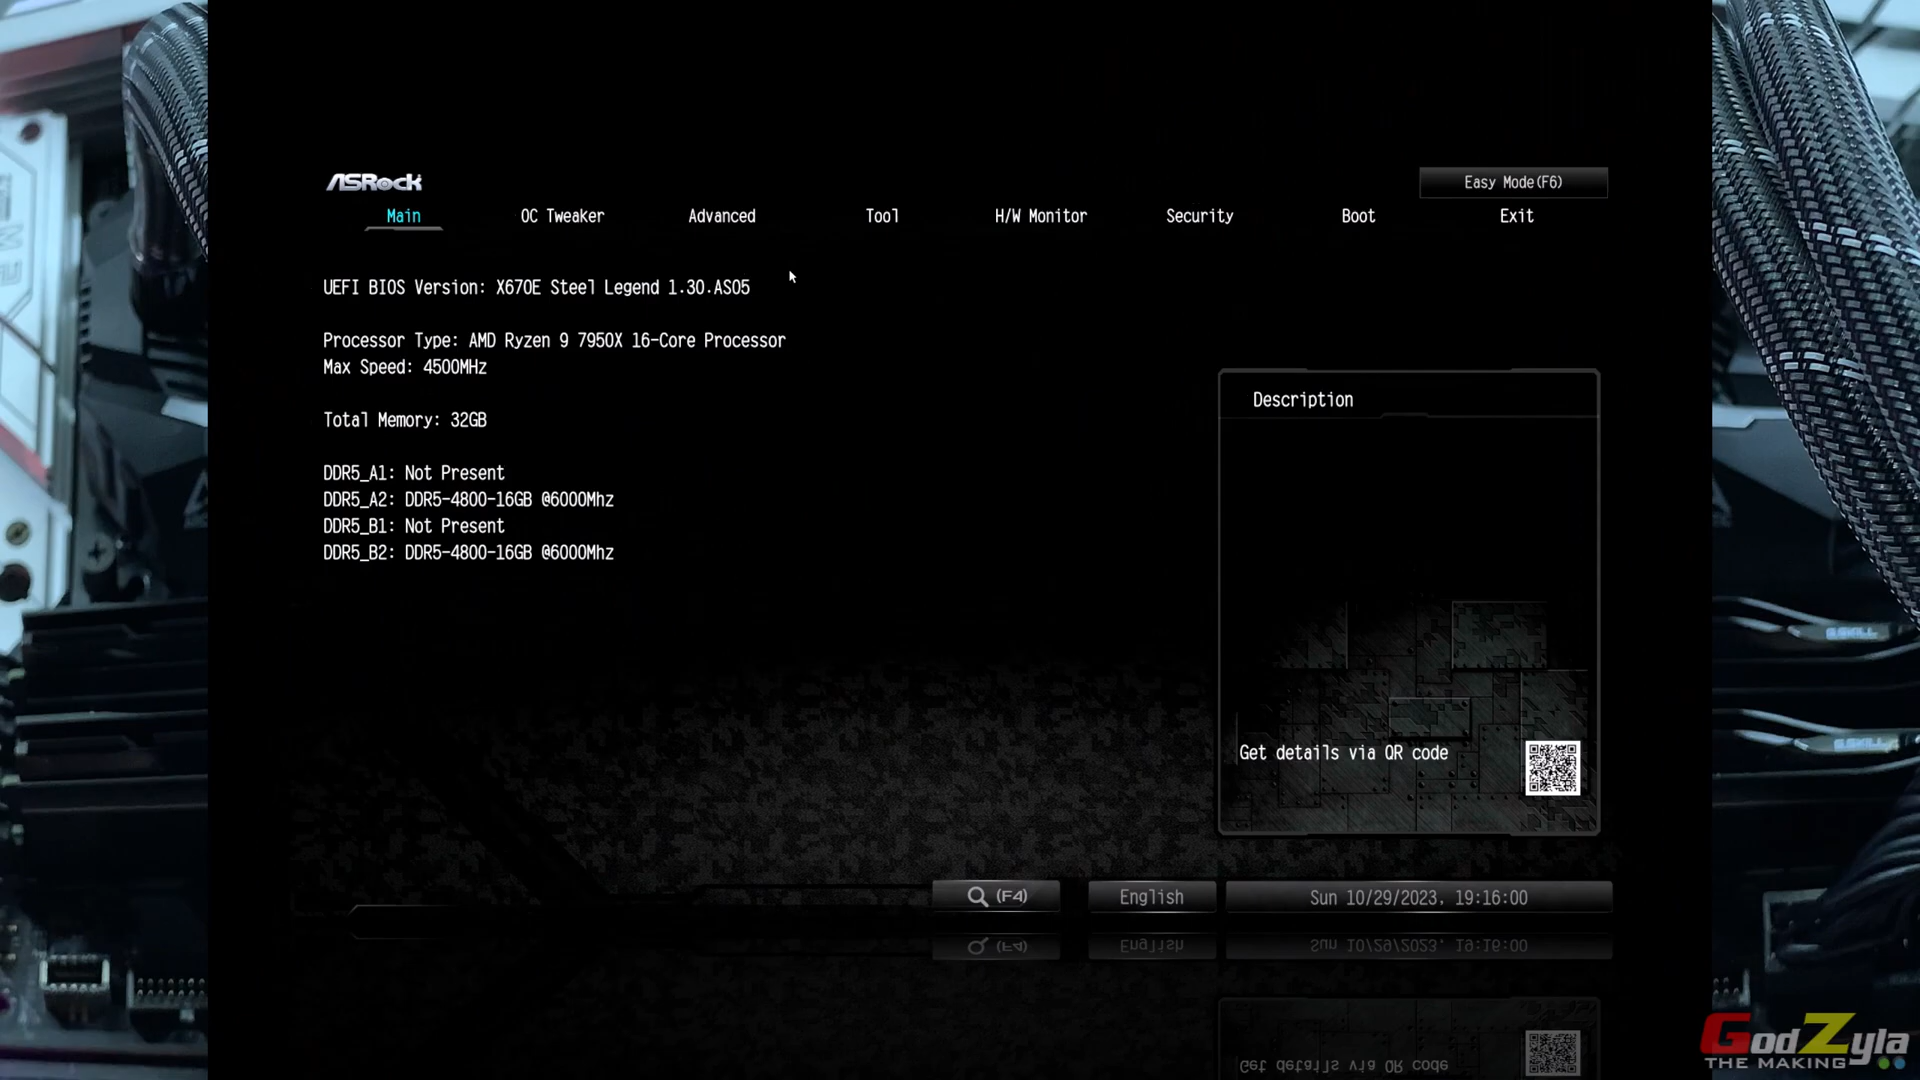 ASRock
Easy Mode(F6)
Main OC Tweaker Advanced Tool H/W Monitor Security Boot Exit
UEFI BIOS Version: X670E Steel Legend 1.30.AS05
Processor Type: AMD Ryzen 9 7950X 16-Core Processor
Max Speed: 4500MHz
Total Memory: 32GB
DDR5_A1: Not Present
DDR5_A2: DDR5-4800-16GB @6000Mhz
DDR5_B1: Not Present
DDR5_B2: DDR5-4800-16GB @6000Mhz
Description
Get details via QR code
(F4) English Sun 10/29/2023, 19:16:00
G.SKILL
G.SKILL
GodZyla
THE MAKING